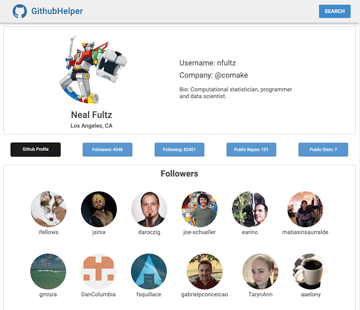 GithubHelper
SEARCH
Username: nfultz
Company: @comake
Bio: Computational statistician, programmer
and data scientist.
Neal Fultz
Los Angeles, CA
Github Profile
Followers: 4548
Following: 82401
Public Repos: 101
Public Gists: 7
Followers
ifellows
jsinix
daroczig
joe-schueller
earino
matiasinsaurralde
gmisra
DanColumbia
fsquillace
gabrielponceicao
TarynAnn
aaelony